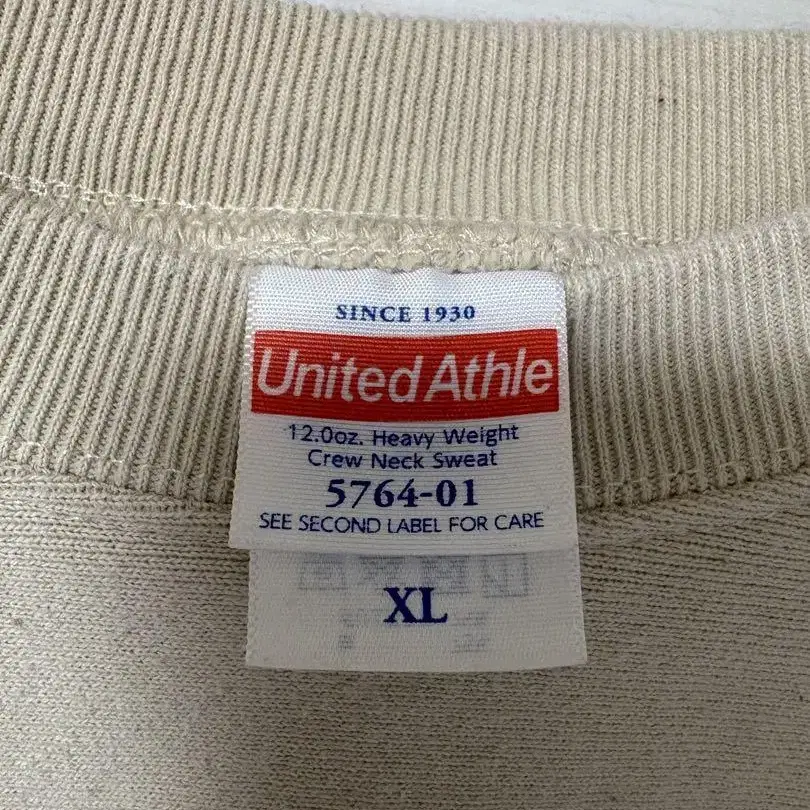 SINCE 1930
United Athle
12.0oz. Heavy Weight
Crew Neck Sweat
5764-01
SEE SECOND LABEL FOR CARE
XL